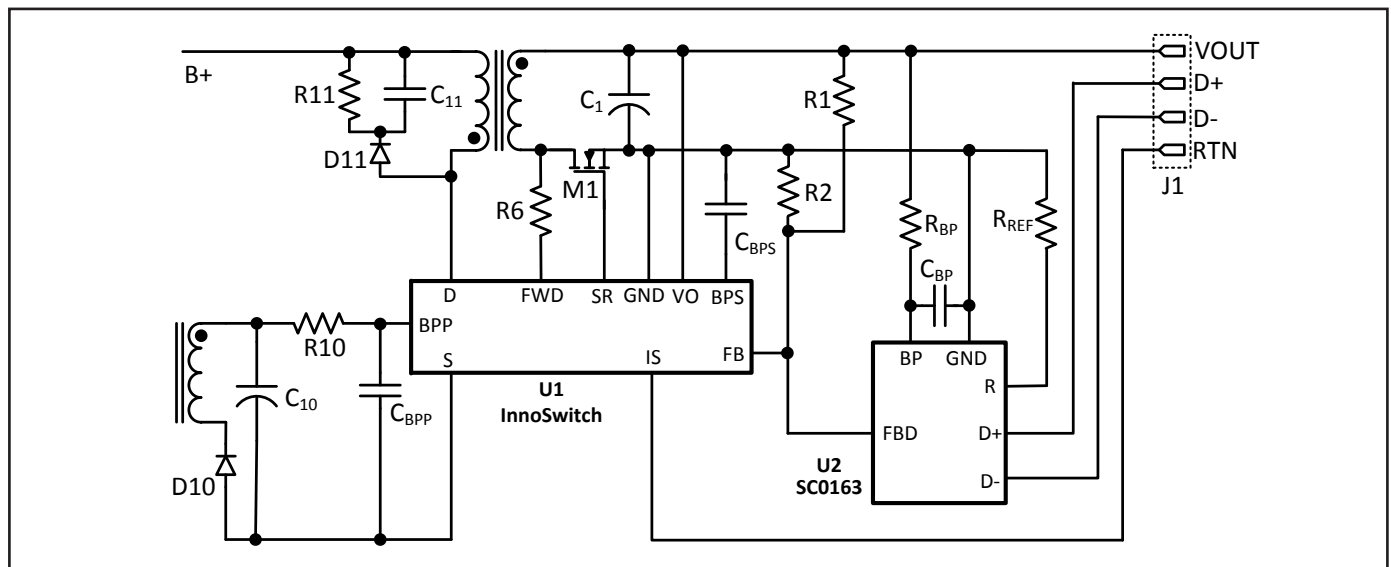 B+
R11
C11
D11
C1
R6
M1
CBPS
R1
R2
RBP
CBP
RREF
VOUT
D+
D-
RTN
J1
D
FWD
SR
GND
VO
BPS
BPP
S
IS
FB
U1
InnoSwitch
R10
C10
CBPP
D10
BP
GND
R
FBD
D+
D-
U2
SC0163